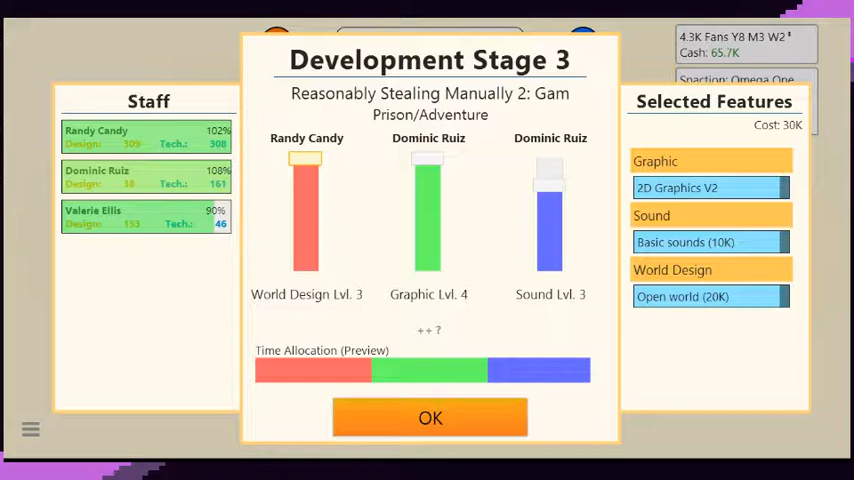 Development Stage 3
Reasonably Stealing Manually 2: Gam
Prison/Adventure
Staff
Randy Candy 102%
Design: 309 Tech.: 308
Dominic Ruiz 108%
Design: 38 Tech.: 161
Valerie Ellis 90%
Design: 153 Tech.: 46
Randy Candy
Dominic Ruiz
Dominic Ruiz
World Design Lvl. 3
Graphic Lvl. 4
Sound Lvl. 3
++ ?
Time Allocation (Preview)
OK
4.3K Fans Y8 M3 W2
Cash: 65.7K
Spaction: Omega One
Selected Features
Cost: 30K
Graphic
2D Graphics V2
Sound
Basic sounds (10K)
World Design
Open world (20K)